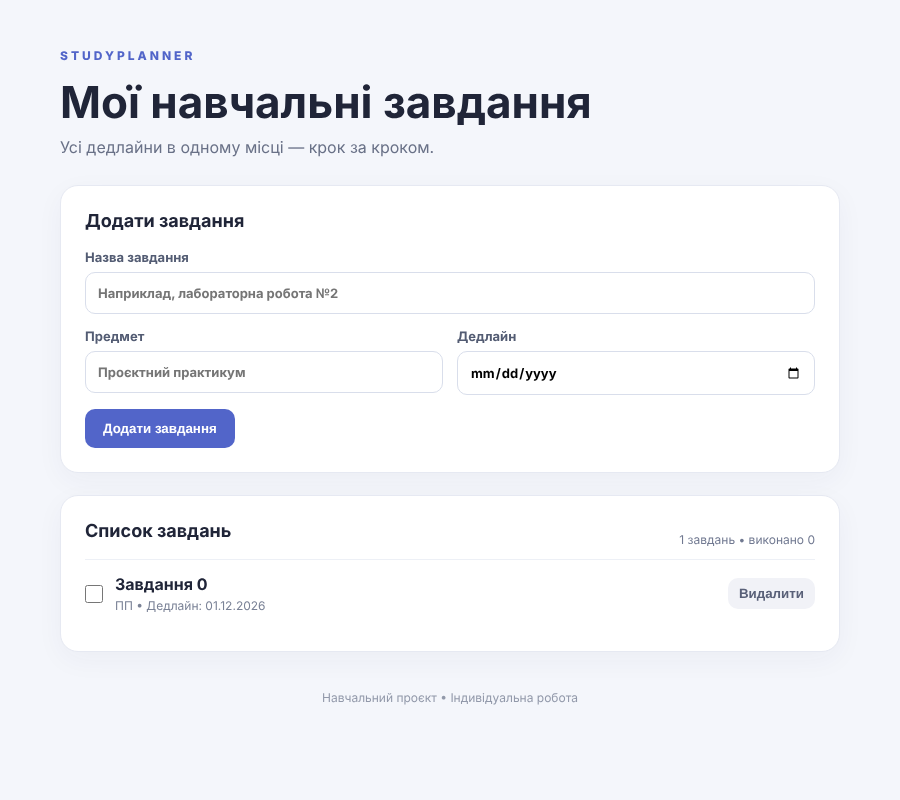 STUDYPLANNER
Мої навчальні завдання
Усі дедлайни в одному місці — крок за кроком.
Додати завдання
Назва завдання
Наприклад, лабораторна робота №2
Предмет
Дедлайн
Проєктний практикум
mm/dd/yyyy
Додати завдання
Список завдань
1 завдань • виконано 0
Завдання 0
ПП • Дедлайн: 01.12.2026
Видалити
Навчальний проєкт • Індивідуальна робота